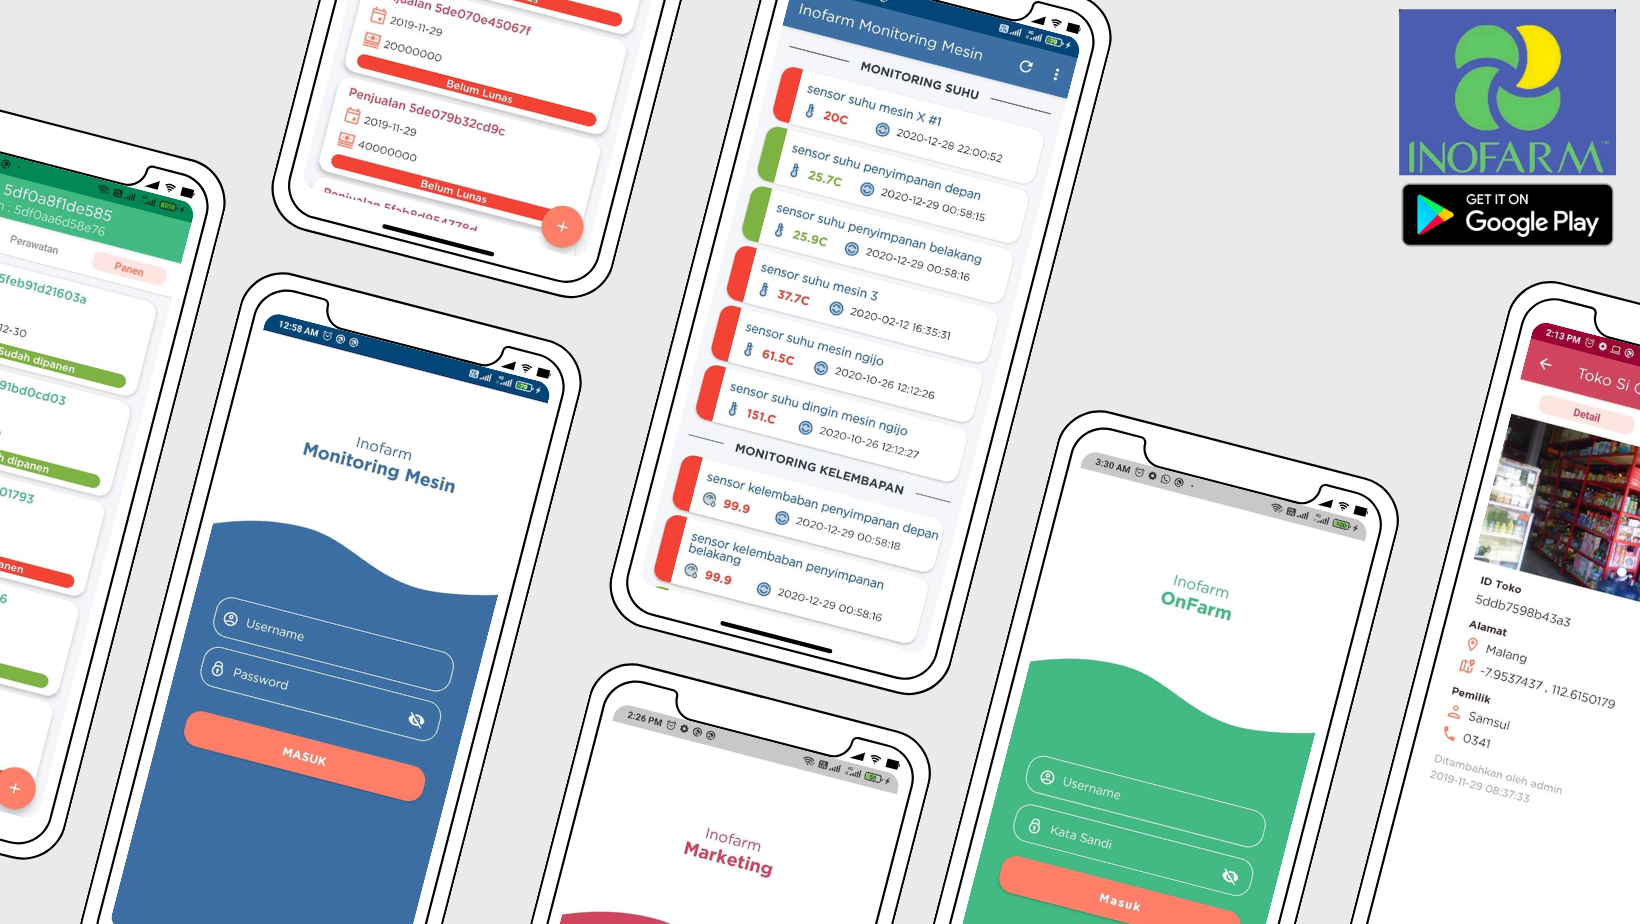 5df0a8f1de585
n : 5df0aa6d58e76
Perawatan
Panen
5feb91d21603a
12-30
Sudah dipanen
91bd0cd03
h dipanen
01793
anen
6
+
jualan 5de070e45067f
2019-11-29
20000000
Belum Lunas
Penjualan 5de079b32cd9c
2019-11-29
40000000
Belum Lunas
Penjualan 5fab8d954778d
+
12:58 AM
Inofarm
Monitoring Mesin
Username
Password
MASUK
Inofarm Monitoring Mesin
MONITORING SUHU
sensor suhu mesin X #1
20C
2020-12-28 22:00:52
sensor suhu penyimpanan depan
25.7C
2020-12-29 00:58:15
sensor suhu penyimpanan belakang
25.9C
2020-12-29 00:58:16
sensor suhu mesin 3
37.7C
2020-02-12 16:35:31
sensor suhu mesin ngijo
61.5C
2020-10-26 12:12:26
sensor suhu dingin mesin ngijo
151.C
2020-10-26 12:12:27
MONITORING KELEMBAPAN
sensor kelembaban penyimpanan depan
99.9
2020-12-29 00:58:18
sensor kelembaban penyimpanan
belakang
99.9
2020-12-29 00:58:16
2:26 PM
Inofarm
Marketing
3:30 AM
Inofarm
OnFarm
Username
Kata Sandi
Masuk
INOFARM
GET IT ON
Google Play
2:13 PM
Toko Si
Detail
ID Toko
5ddb7598b43a3
Alamat
Malang
-7.9537437 , 112.6150179
Pemilik
Samsul
0341
Ditambahkan oleh admin
2019-11-29 08:37:33